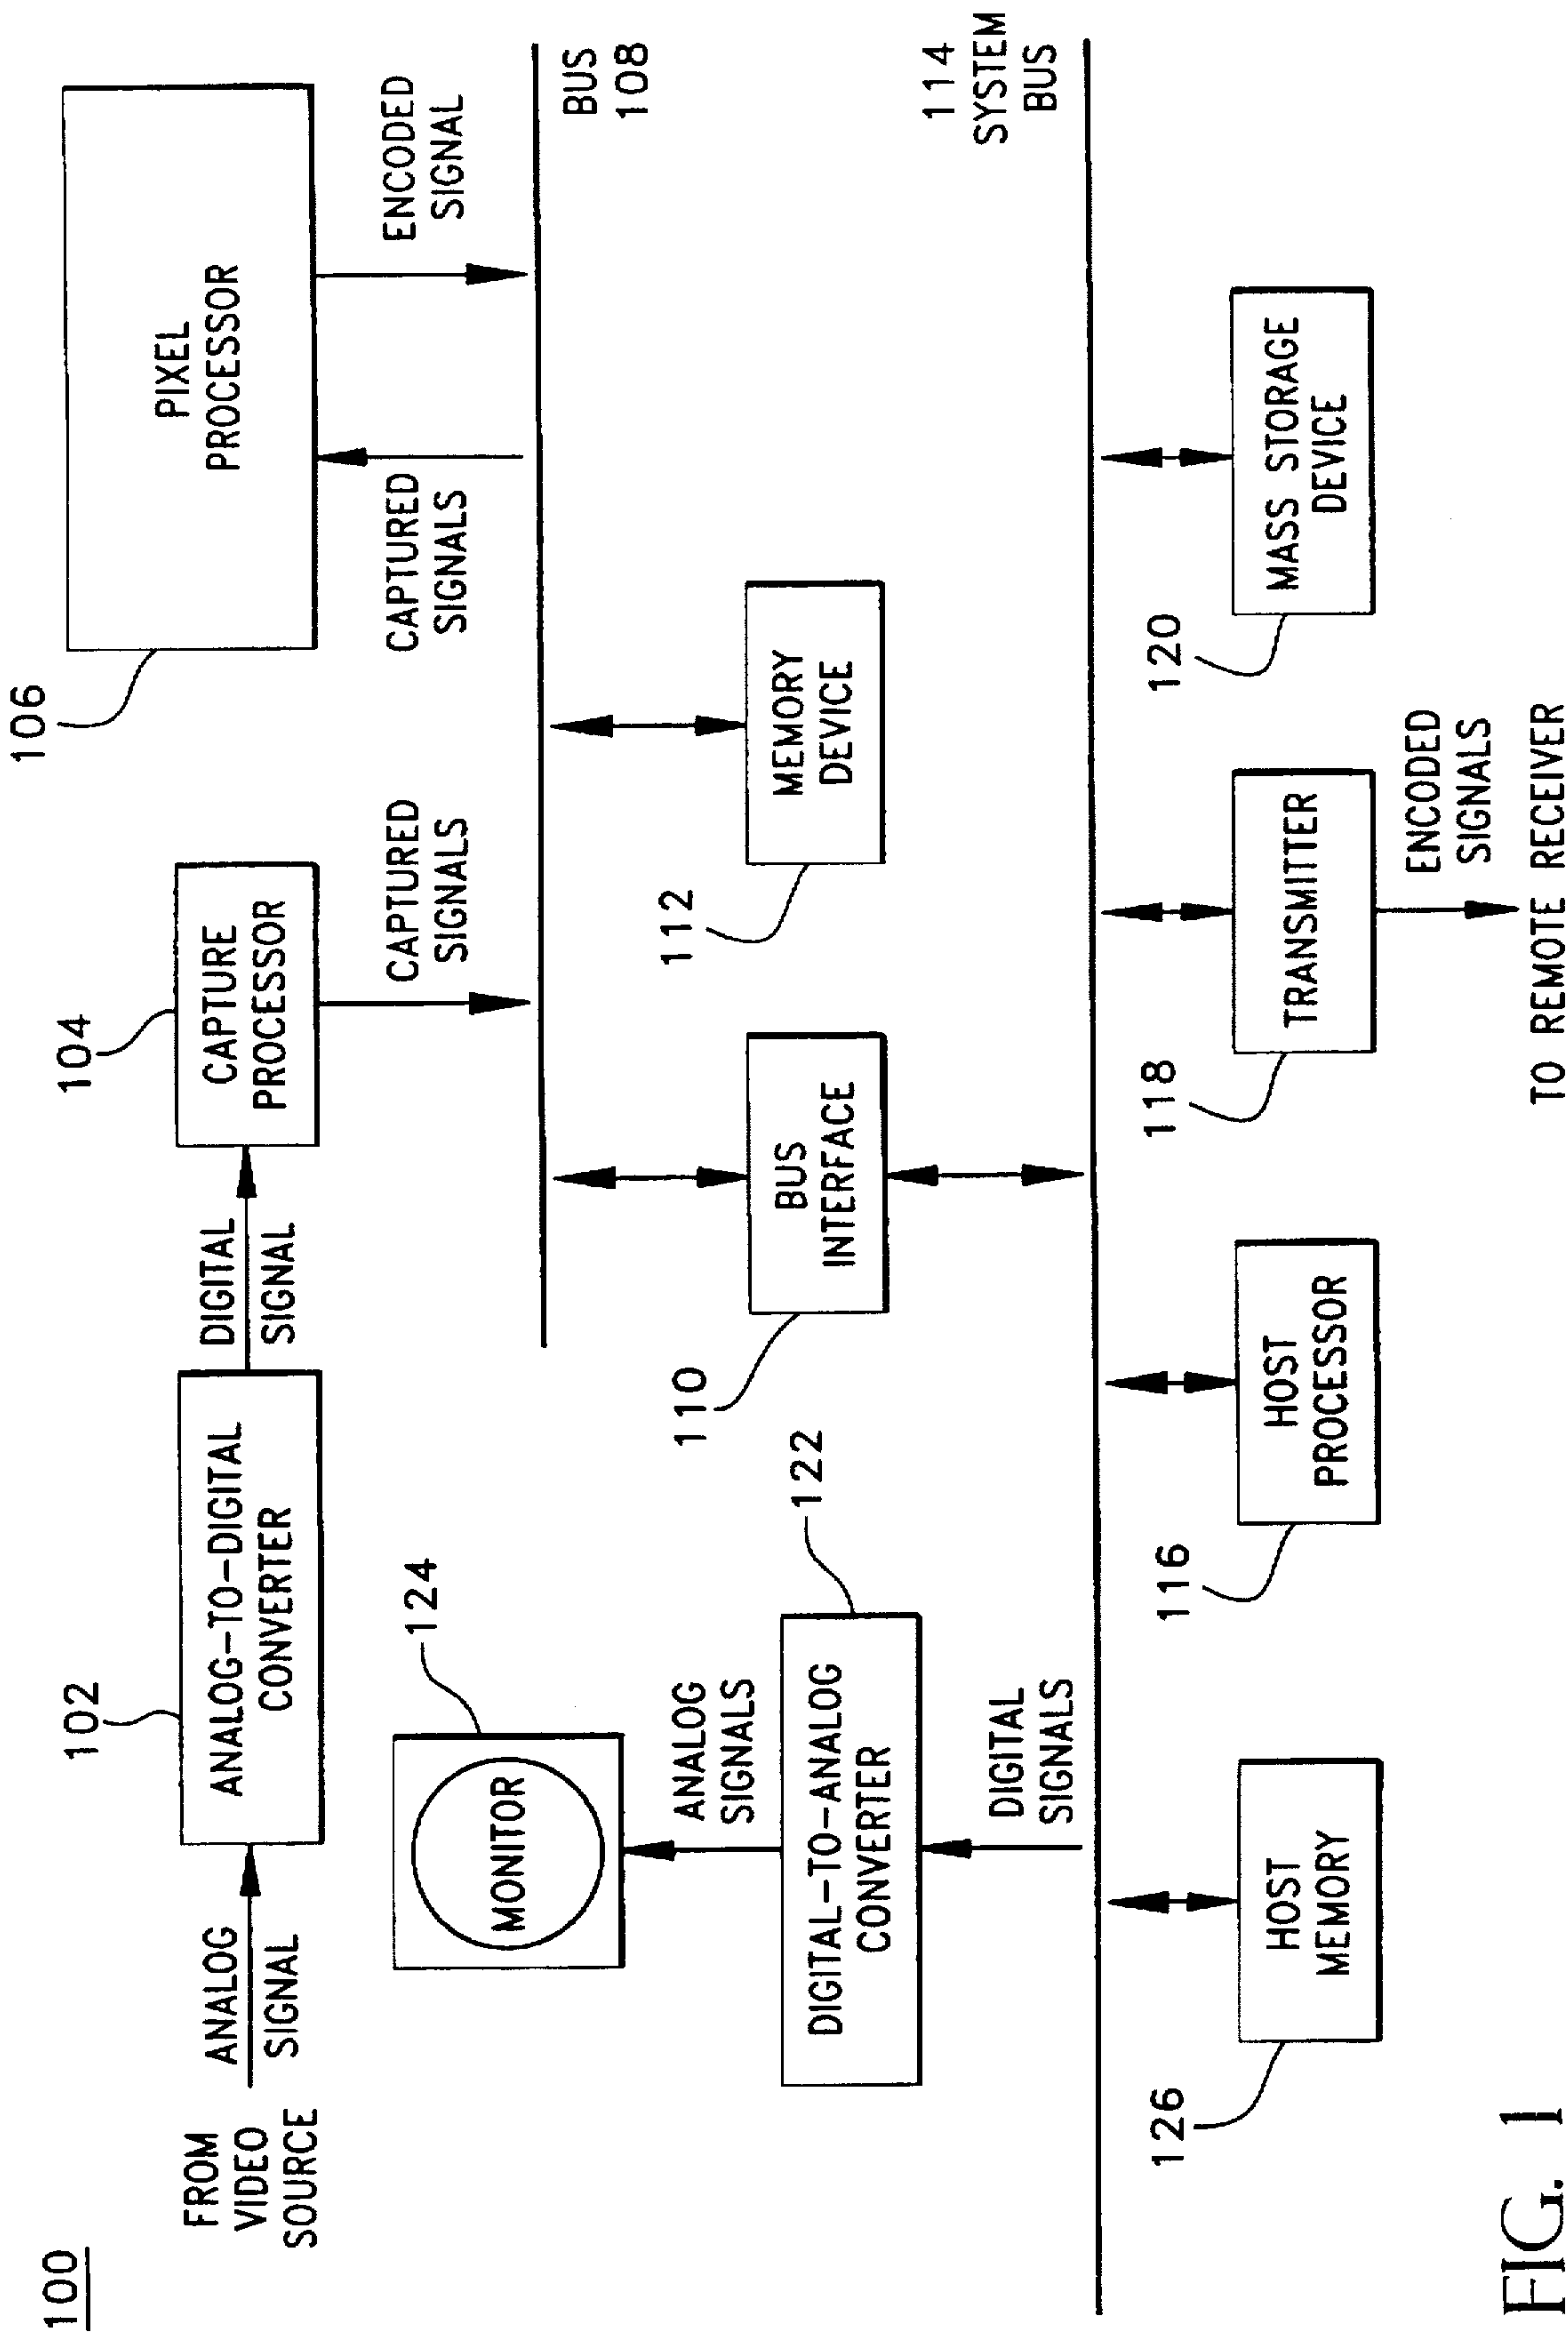 100
FROM
VIDEO
SOURCE
ANALOG
SIGNAL
102
ANALOG-TO-DIGITAL
CONVERTER
DIGITAL
SIGNAL
104
CAPTURE
PROCESSOR
CAPTURED
SIGNALS
106
PIXEL
PROCESSOR
CAPTURED
SIGNALS
ENCODED
SIGNAL
BUS
108
124
MONITOR
ANALOG
SIGNALS
122
DIGITAL-TO-ANALOG
CONVERTER
DIGITAL
SIGNALS
110
BUS
INTERFACE
112
MEMORY
DEVICE
114
SYSTEM
BUS
126
HOST
MEMORY
116
HOST
PROCESSOR
118
TRANSMITTER
ENCODED
SIGNALS
TO REMOTE RECEIVER
120
MASS STORAGE
DEVICE
FIG. 1